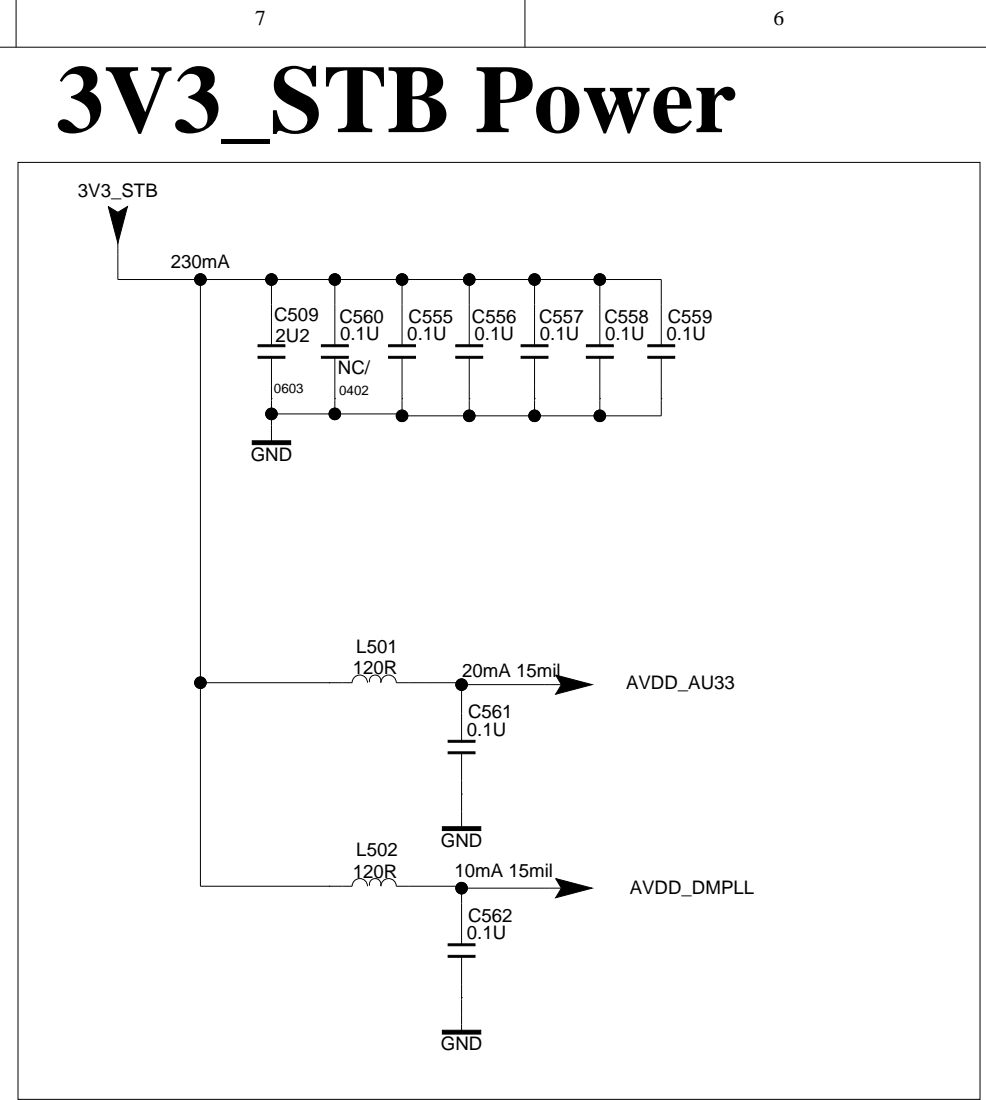 7 6
3V3_STB Power
3V3_STB
230mA
C509 C560 C555 C556 C557 C558 C559
2U2 0.1U 0.1U 0.1U 0.1U 0.1U 0.1U
NC/
0603 0402
GND
L501
120R 20mA 15mil AVDD_AU33
C561
0.1U
GND
L502
120R 10mA 15mil AVDD_DMPLL
C562
0.1U
GND